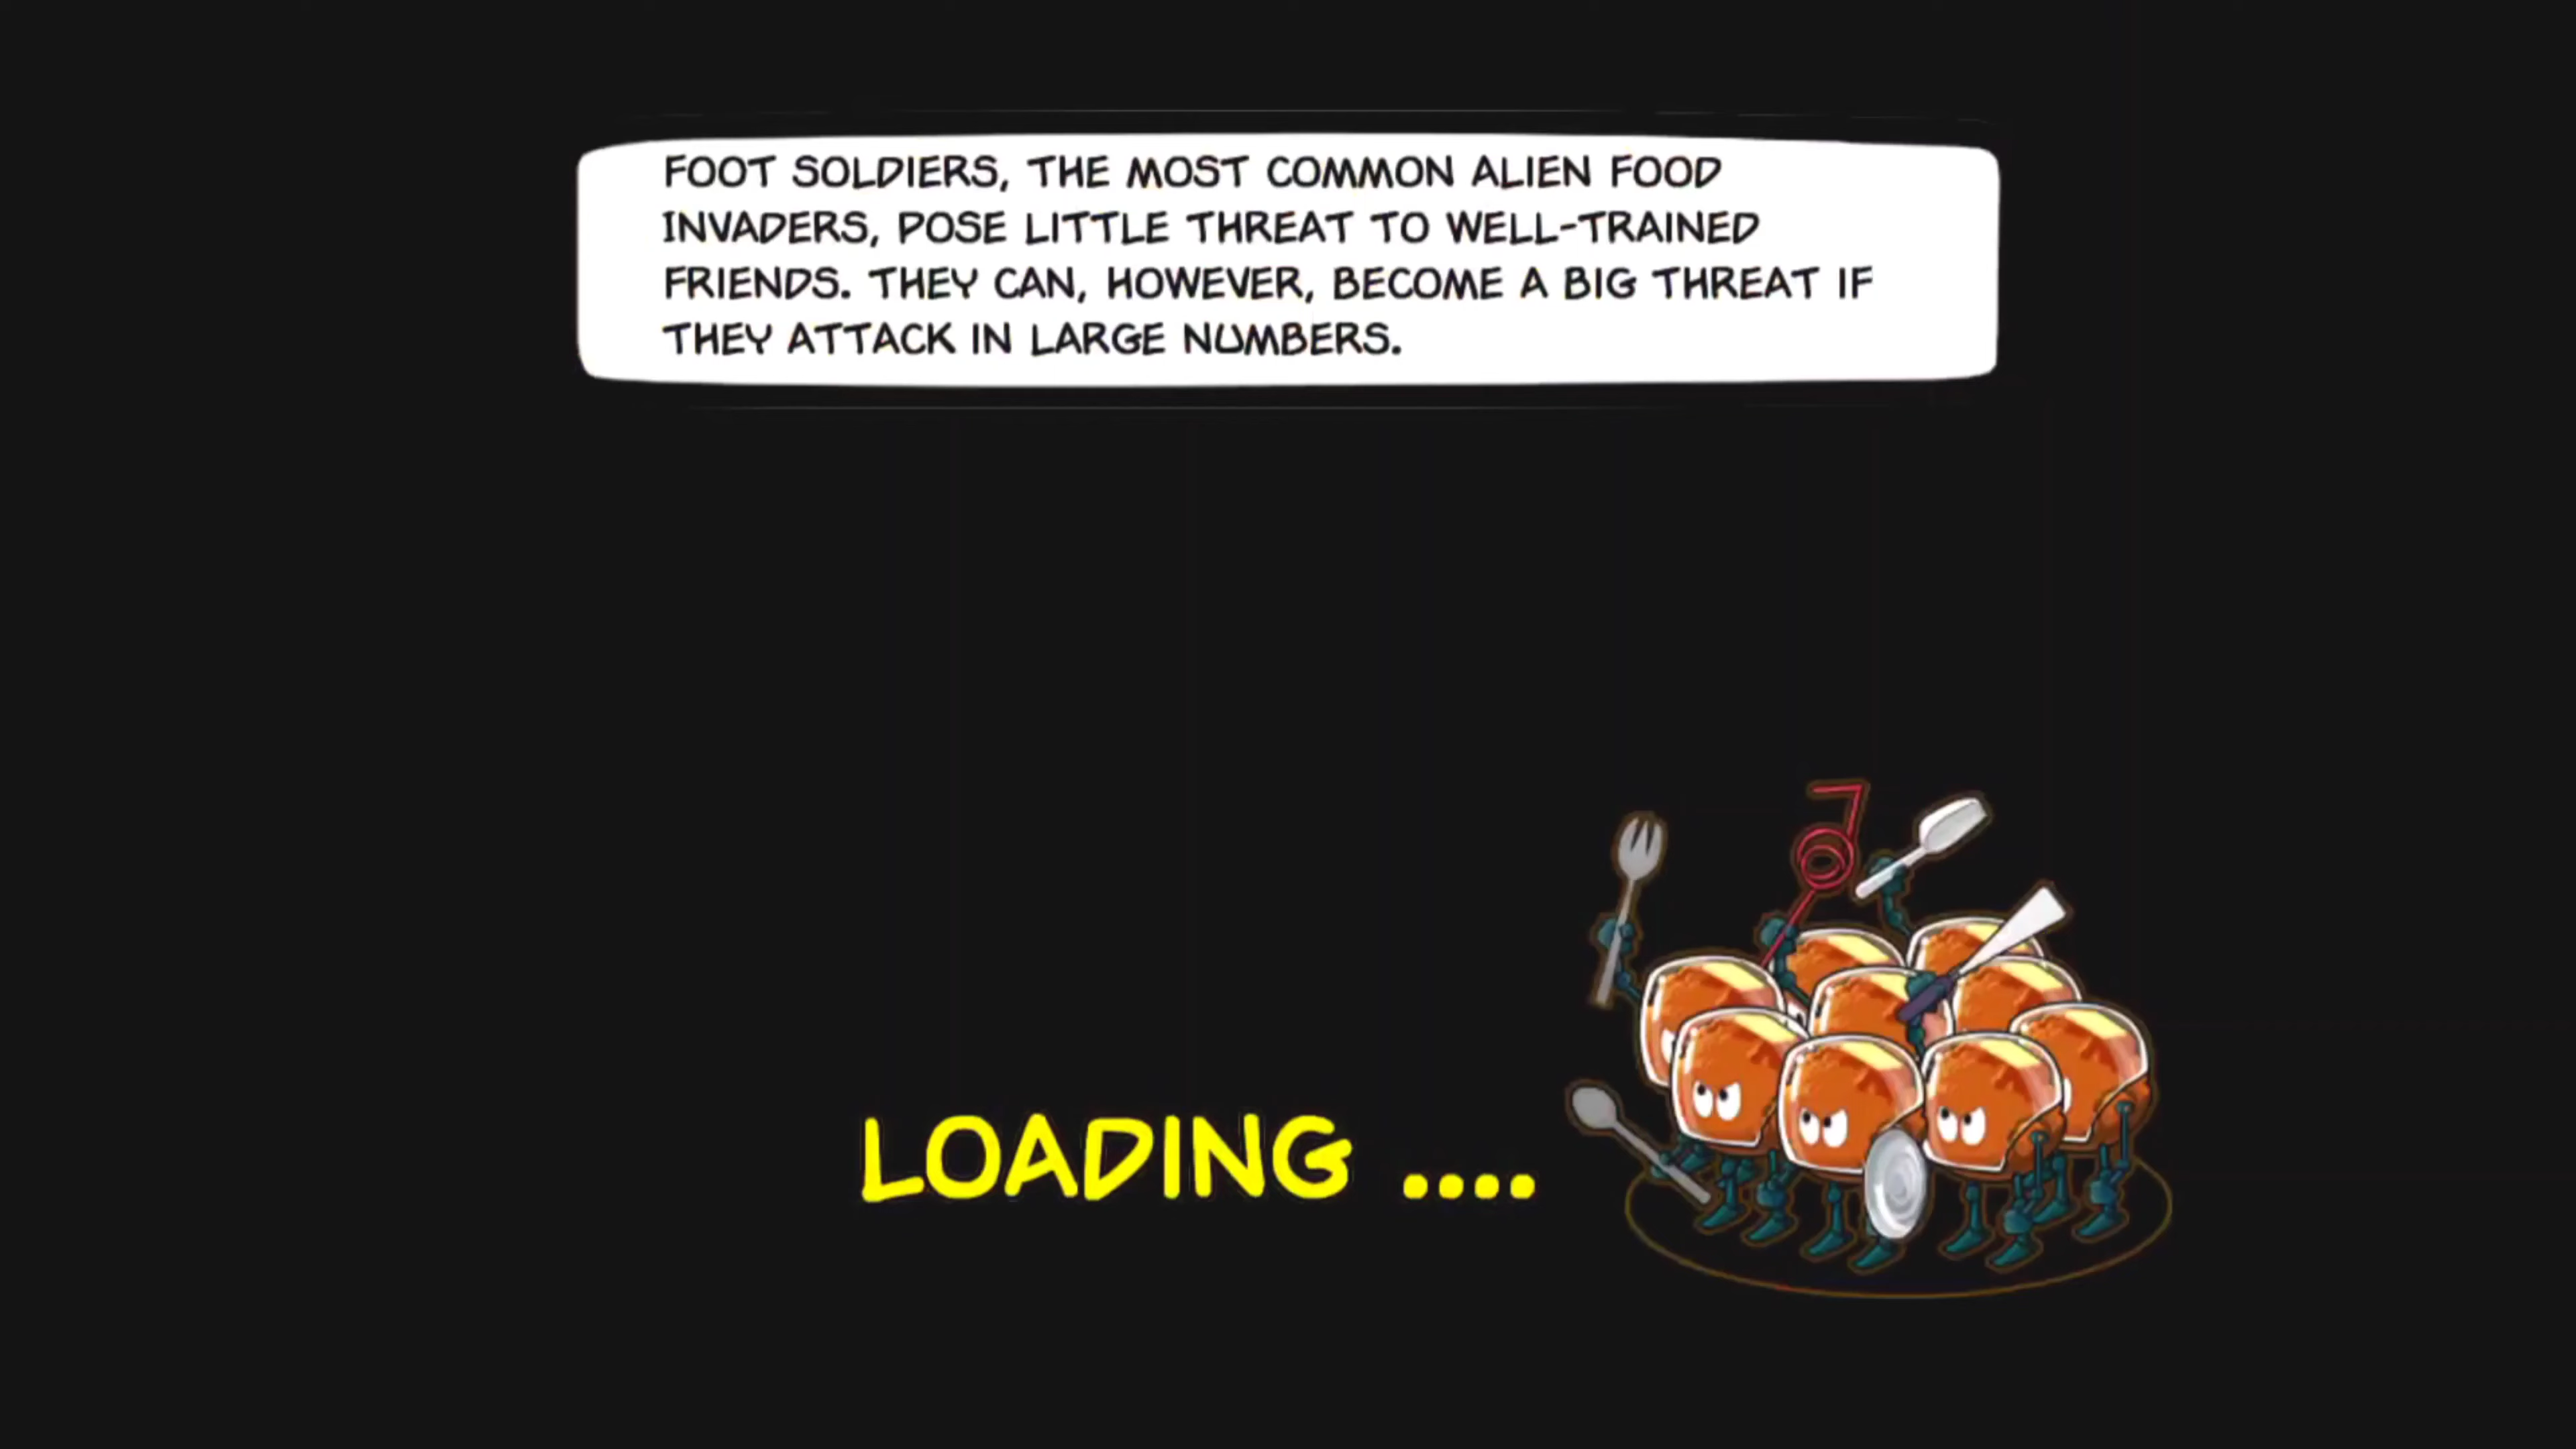 FOOT SOLDIERS, THE MOST COMMON ALIEN FOOD
INVADERS, POSE LITTLE THREAT TO WELL-TRAINED
FRIENDS. THEY CAN, HOWEVER, BECOME A BIG THREAT IF
THEY ATTACK IN LARGE NUMBERS.
LOADING ....